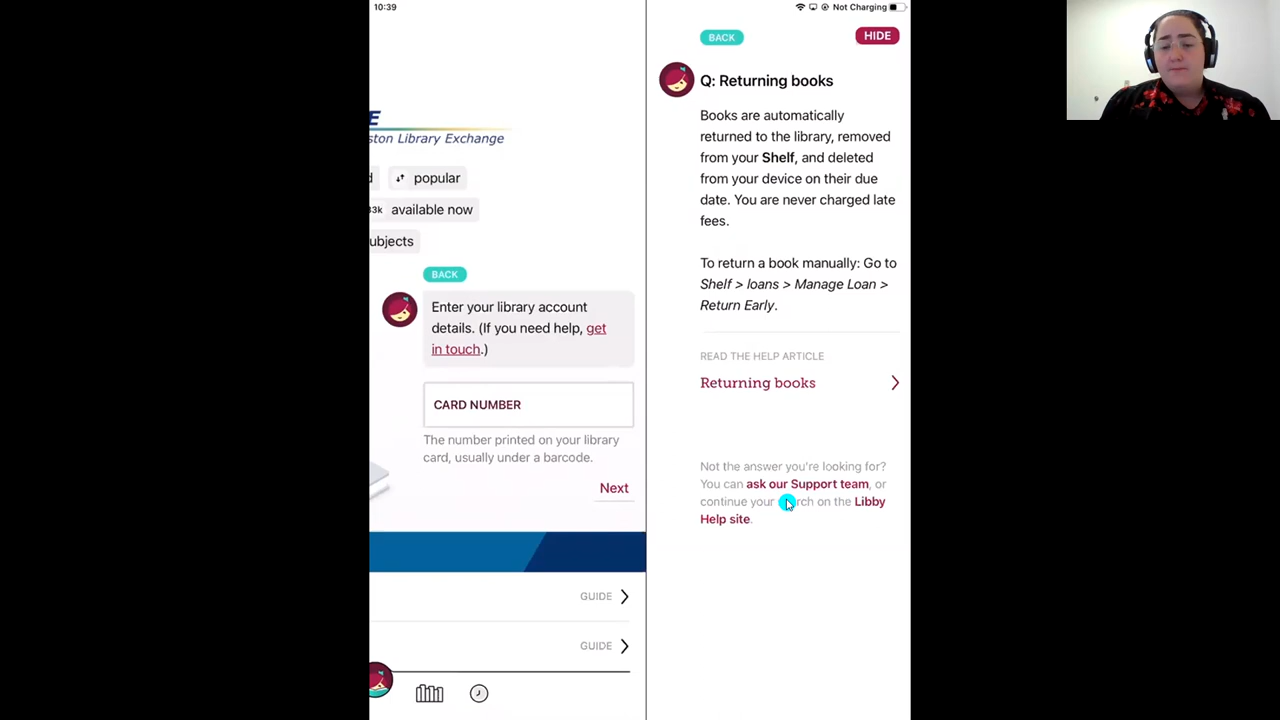 10:39
Not Charging
E
ston Library Exchange
d
popular
33k available now
ubjects
BACK
Enter your library account
details. (If you need help, get
in touch.)
CARD NUMBER
The number printed on your library
card, usually under a barcode.
Next
GUIDE
GUIDE
BACK
HIDE
Q: Returning books
Books are automatically
returned to the library, removed
from your Shelf, and deleted
from your device on their due
date. You are never charged late
fees.
To return a book manually: Go to
Shelf > loans > Manage Loan >
Return Early.
READ THE HELP ARTICLE
Returning books
Not the answer you're looking for?
You can ask our Support team, or
continue your rch on the Libby
Help site.